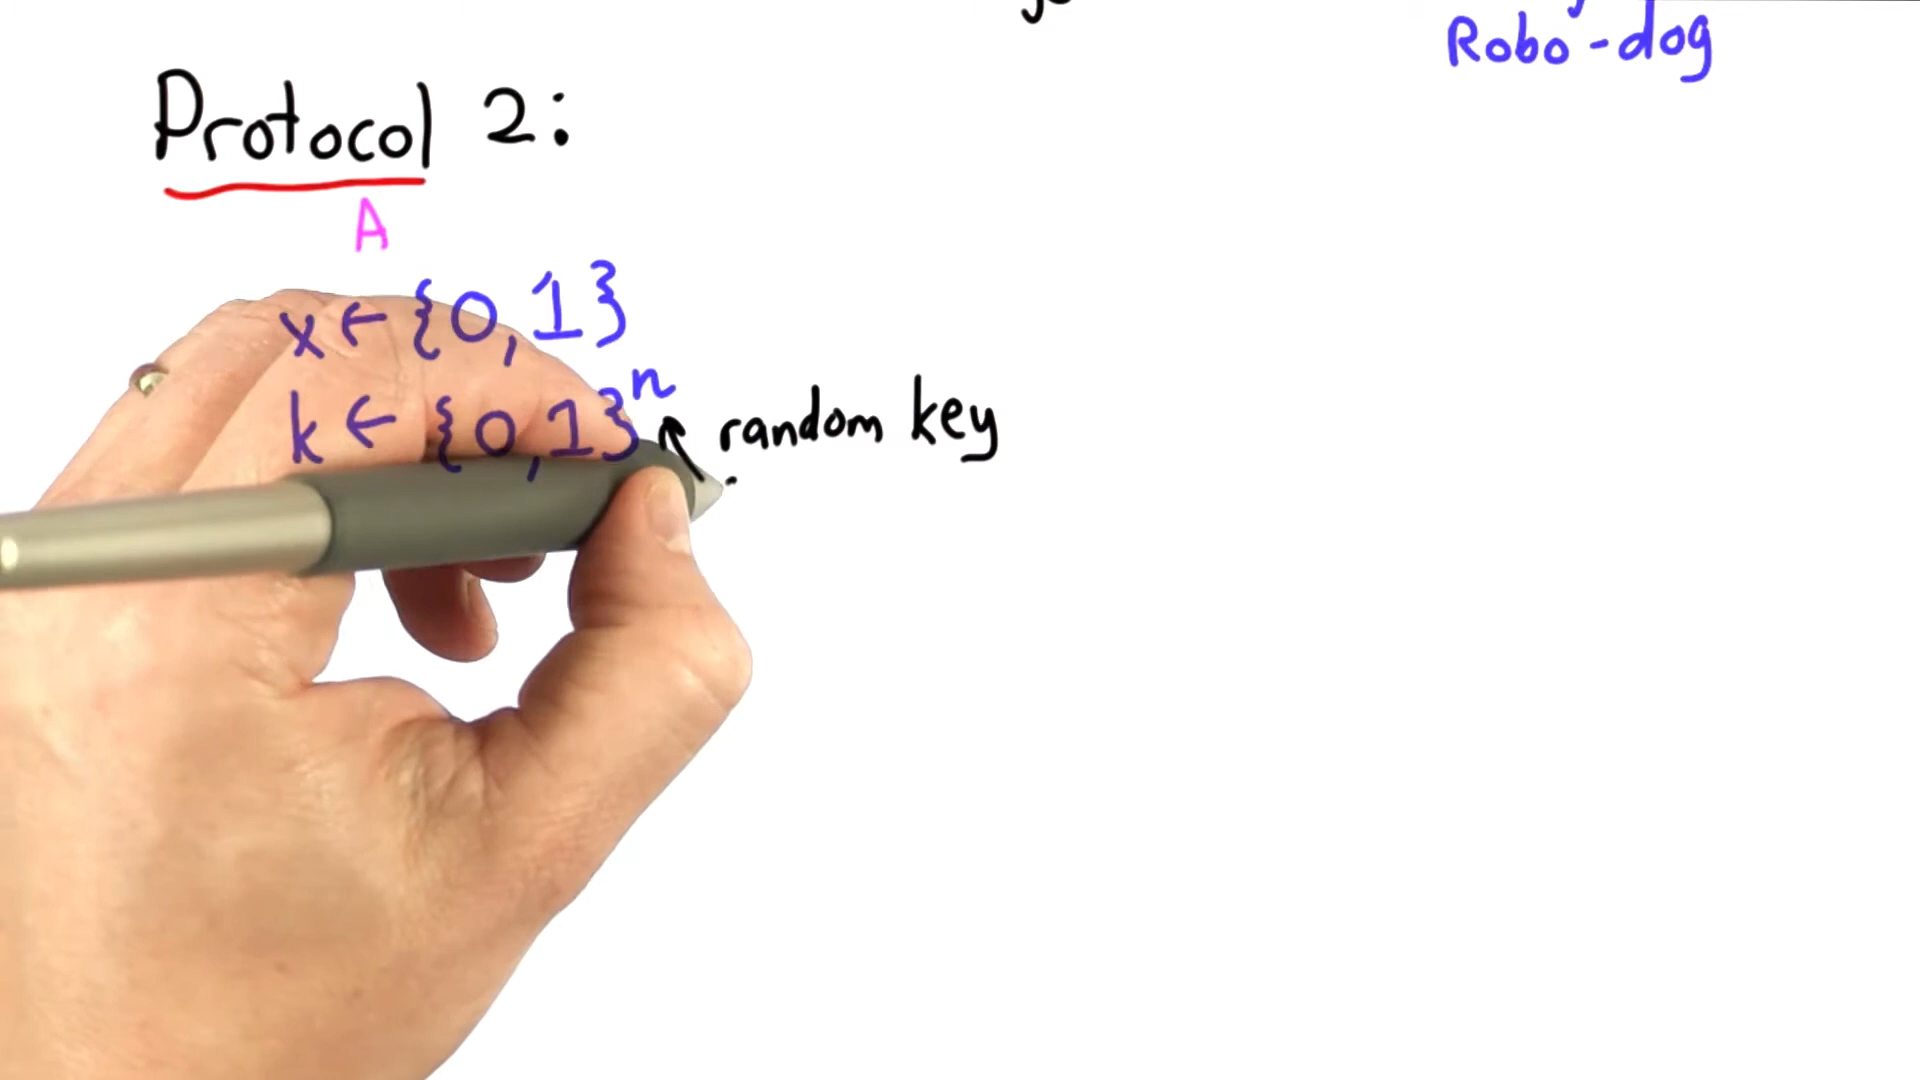 Robo-dog
Protocol 2:
A
x ← {0,1}
k ← {0,1}ⁿ random key